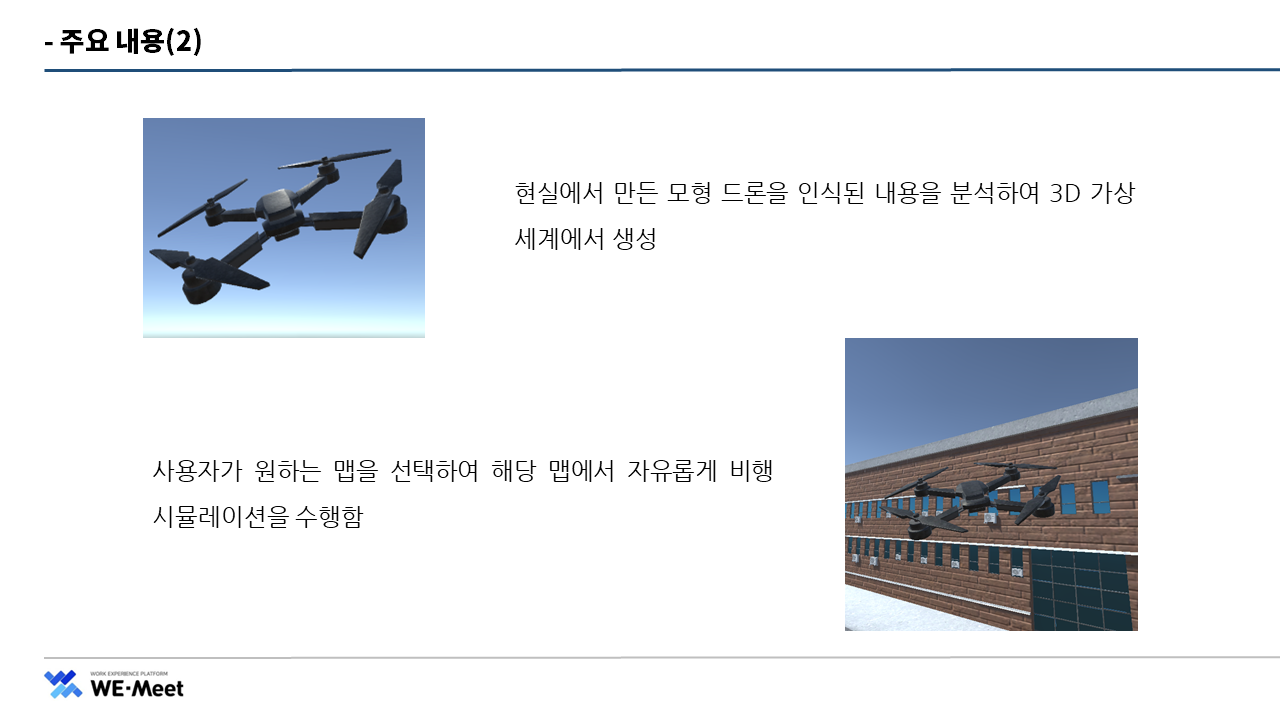 - 주요 내용(2)
현실에서 만든 모형 드론을 인식된 내용을 분석하여 3D 가상
세계에서 생성
사용자가 원하는 맵을 선택하여 해당 맵에서 자유롭게 비행
시뮬레이션을 수행함
WORK EXPERIENCE PLATFORM
WE-Meet